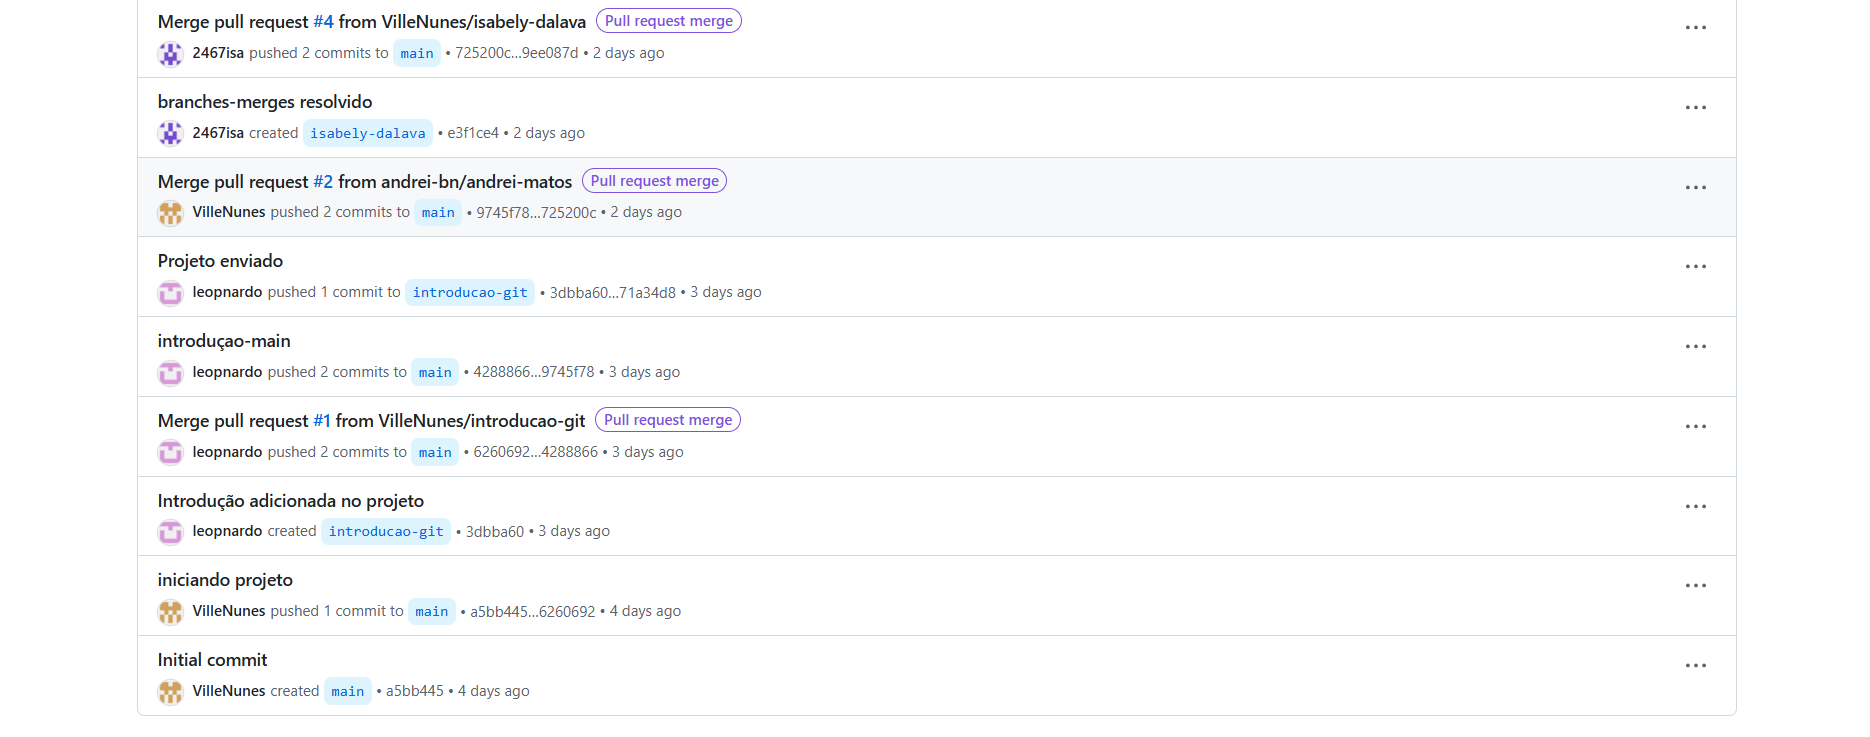 Merge pull request #4 from VilleNunes/isabely-dalava Pull request merge
2467isa pushed 2 commits to main • 725200c...9ee087d • 2 days ago
branches-merges resolvido
2467isa created isabely-dalava • e3f1ce4 • 2 days ago
Merge pull request #2 from andrei-bn/andrei-matos Pull request merge
VilleNunes pushed 2 commits to main • 9745f78...725200c • 2 days ago
Projeto enviado
leopnardo pushed 1 commit to introducao-git • 3dbba60...71a34d8 • 3 days ago
introduçao-main
leopnardo pushed 2 commits to main • 4288866...9745f78 • 3 days ago
Merge pull request #1 from VilleNunes/introducao-git Pull request merge
leopnardo pushed 2 commits to main • 6260692...4288866 • 3 days ago
Introdução adicionada no projeto
leopnardo created introducao-git • 3dbba60 • 3 days ago
iniciando projeto
VilleNunes pushed 1 commit to main • a5bb445...6260692 • 4 days ago
Initial commit
VilleNunes created main • a5bb445 • 4 days ago